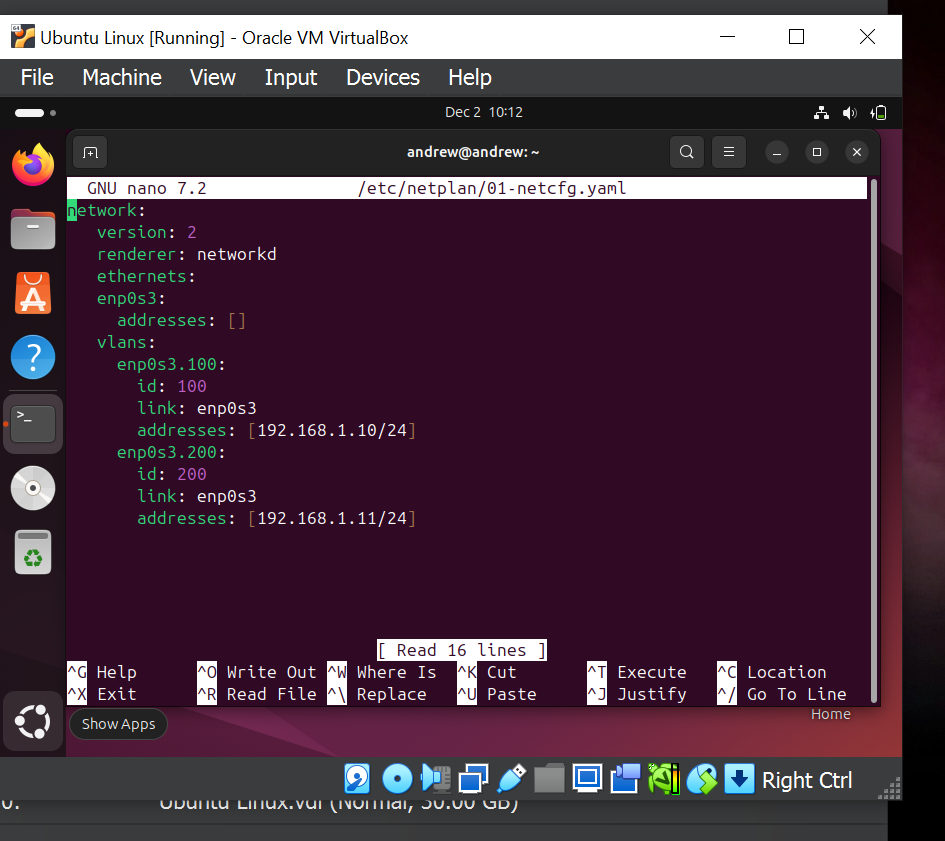 Ubuntu Linux [Running] - Oracle VM VirtualBox
File Machine View Input Devices Help
Dec 2 10:12
andrew@andrew: ~
GNU nano 7.2 /etc/netplan/01-netcfg.yaml
network:
   version: 2
   renderer: networkd
   ethernets:
   enp0s3:
     addresses: []
   vlans:
     enp0s3.100:
       id: 100
       link: enp0s3
       addresses: [192.168.1.10/24]
     enp0s3.200:
       id: 200
       link: enp0s3
       addresses: [192.168.1.11/24]
[ Read 16 lines ]
^G Help ^O Write Out ^W Where Is ^K Cut ^T Execute ^C Location
^X Exit ^R Read File ^\ Replace ^U Paste ^J Justify ^/ Go To Line
Home
Show Apps
Right Ctrl
Ubuntu Linux.vdi (Normal, 30.00 GB)